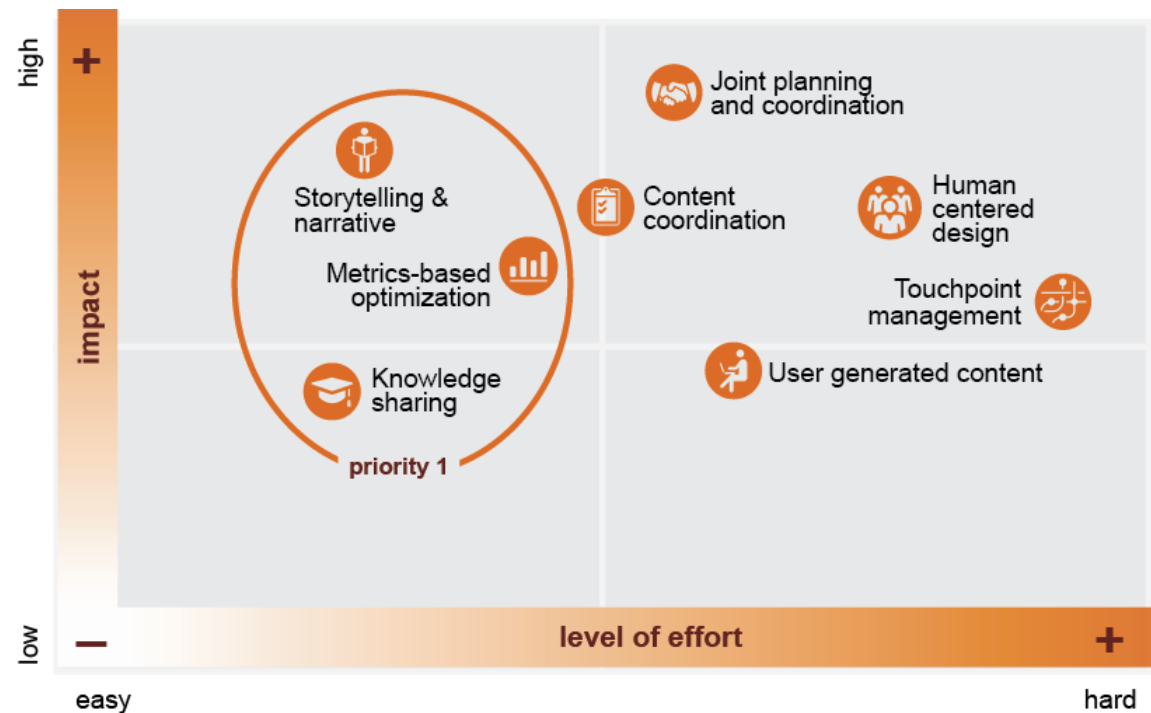 high
+
Joint planning
and coordination
Storytelling &
narrative
Content
coordination
Human
centered
design
Metrics-based
optimization
Touchpoint
management
impact
Knowledge
sharing
User generated content
priority 1
low
−
level of effort
+
easy
hard